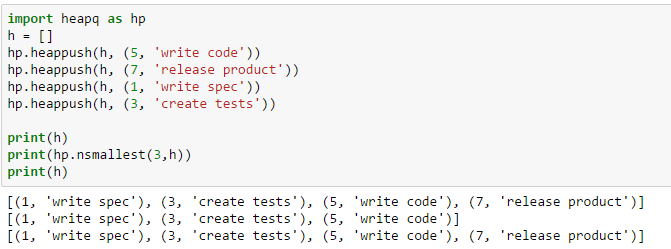 import heapq as hp
h = []
hp.heappush(h, (5, 'write code'))
hp.heappush(h, (7, 'release product'))
hp.heappush(h, (1, 'write spec'))
hp.heappush(h, (3, 'create tests'))
print(h)
print(hp.nsmallest(3,h))
print(h)
[(1, 'write spec'), (3, 'create tests'), (5, 'write code'), (7, 'release product')]
[(1, 'write spec'), (3, 'create tests'), (5, 'write code')]
[(1, 'write spec'), (3, 'create tests'), (5, 'write code'), (7, 'release product')]